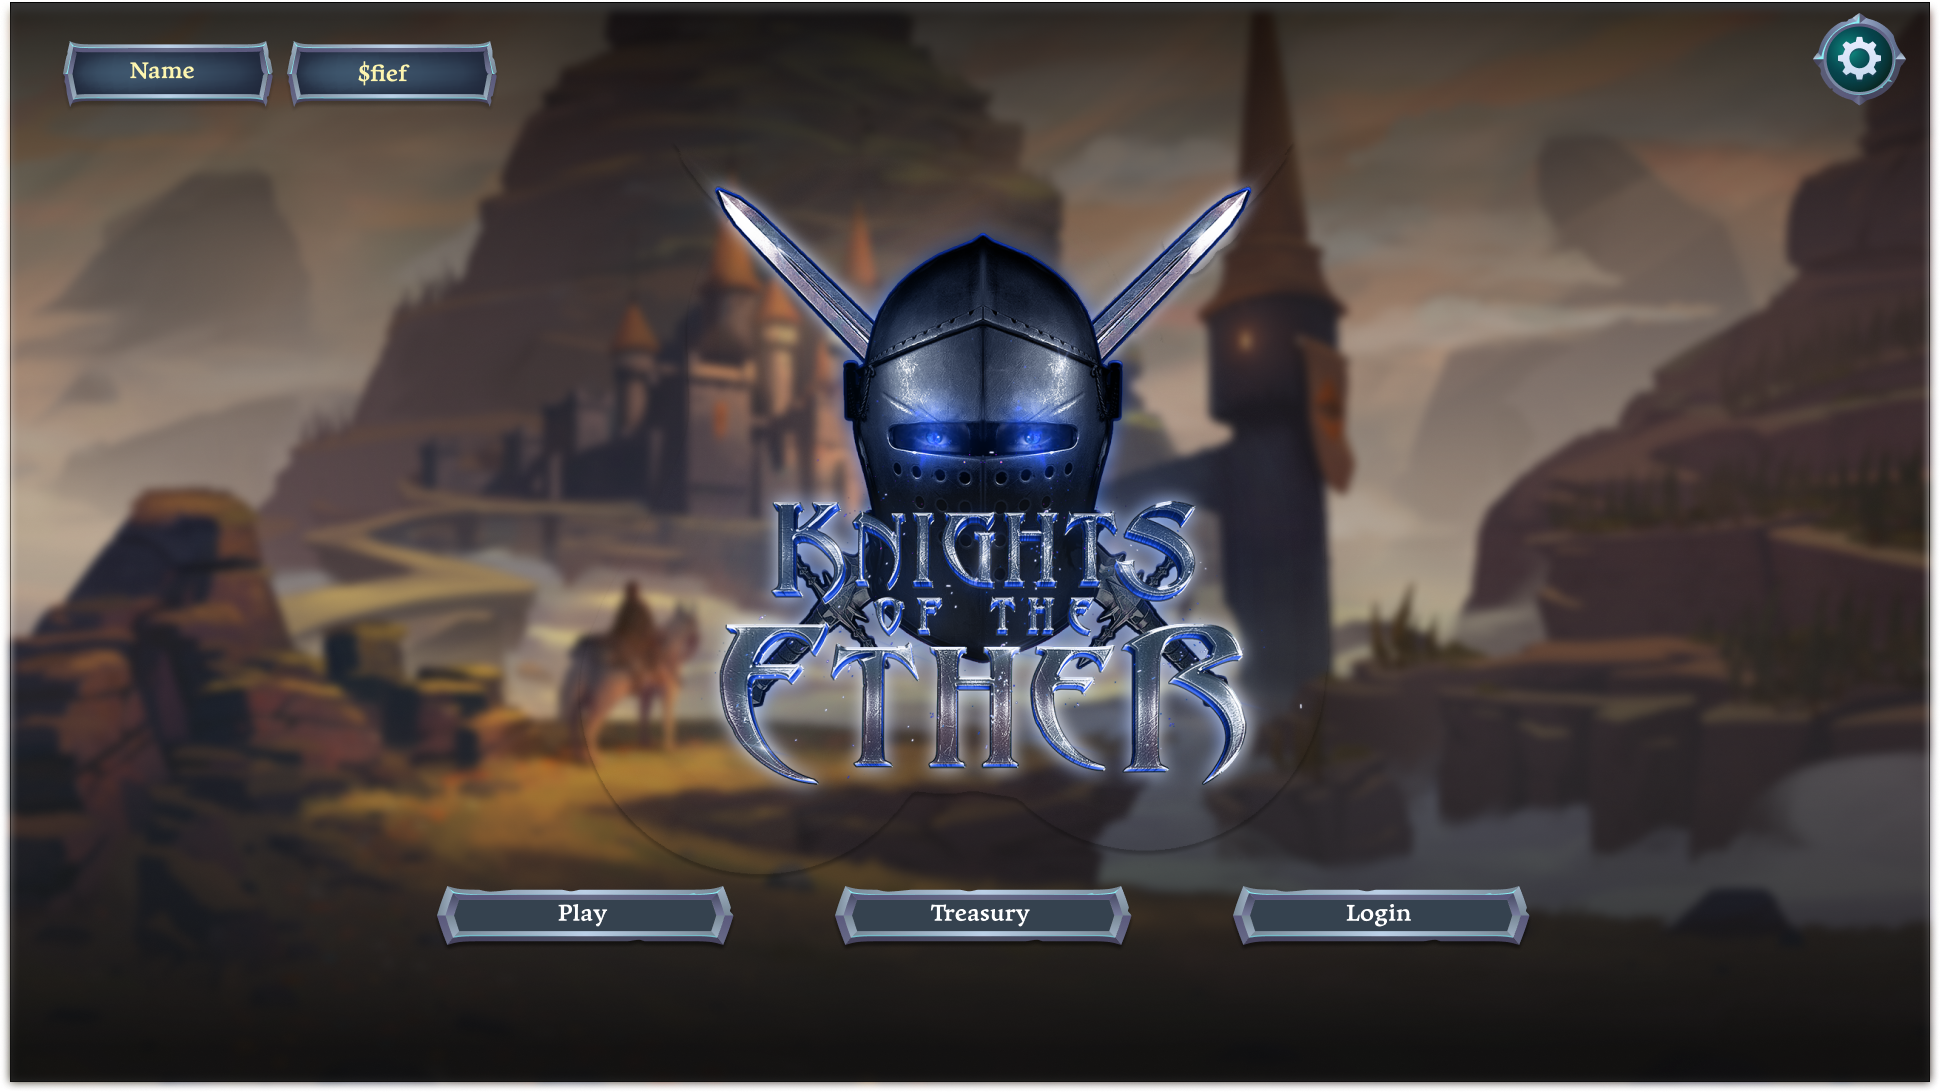 Name
$fief
KNIGHTS
OF THE
ETHER
Play
Treasury
Login